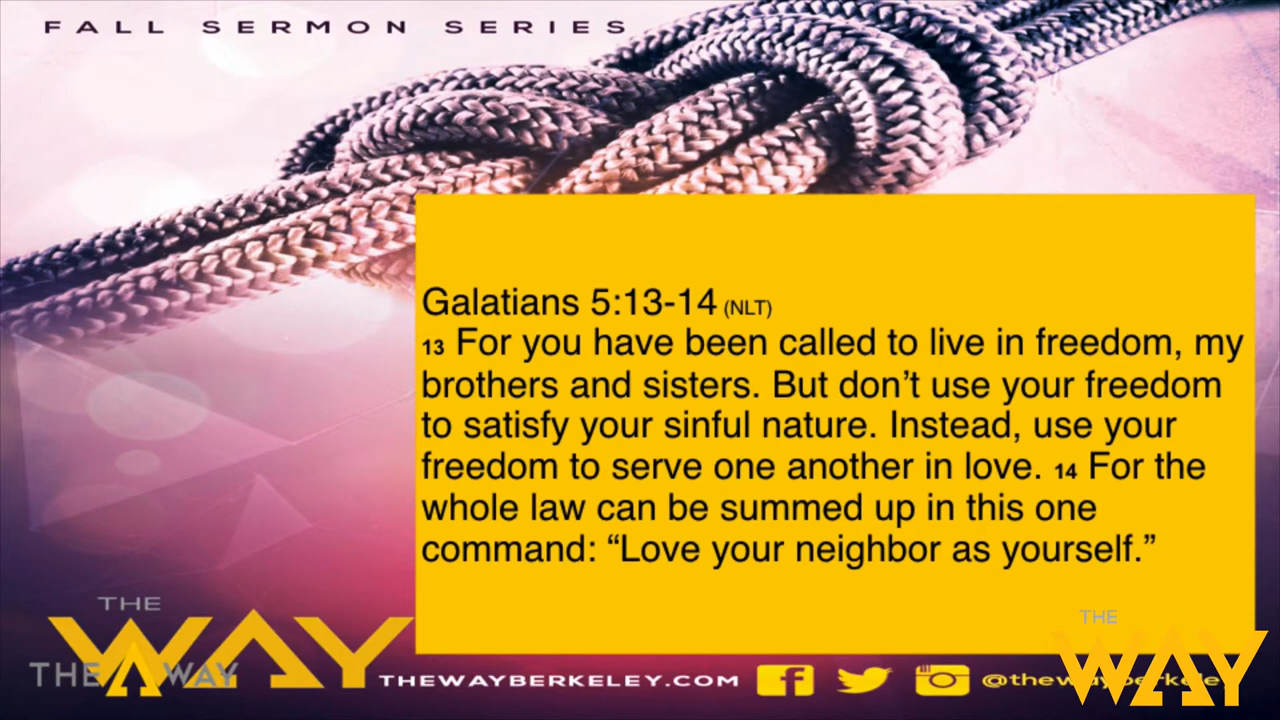 FALL SERMON SERIES
Galatians 5:13-14 (NLT)
13 For you have been called to live in freedom, my
brothers and sisters. But don’t use your freedom
to satisfy your sinful nature. Instead, use your
freedom to serve one another in love. 14 For the
whole law can be summed up in this one
command: “Love your neighbor as yourself.”
THE
WAY
THE WAY
THEWAYBERKELEY.COM
@thewayberkeley
THE
WAY